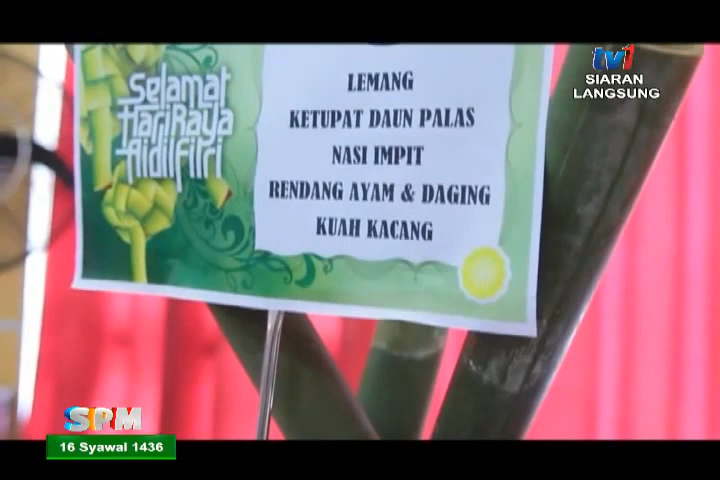 tv1
SIARAN
LANGSUNG
Selamat
Hari Raya
Aidilfitri
LEMANG
KETUPAT DAUN PALAS
NASI IMPIT
RENDANG AYAM & DAGING
KUAH KACANG
SPM
16 Syawal 1436